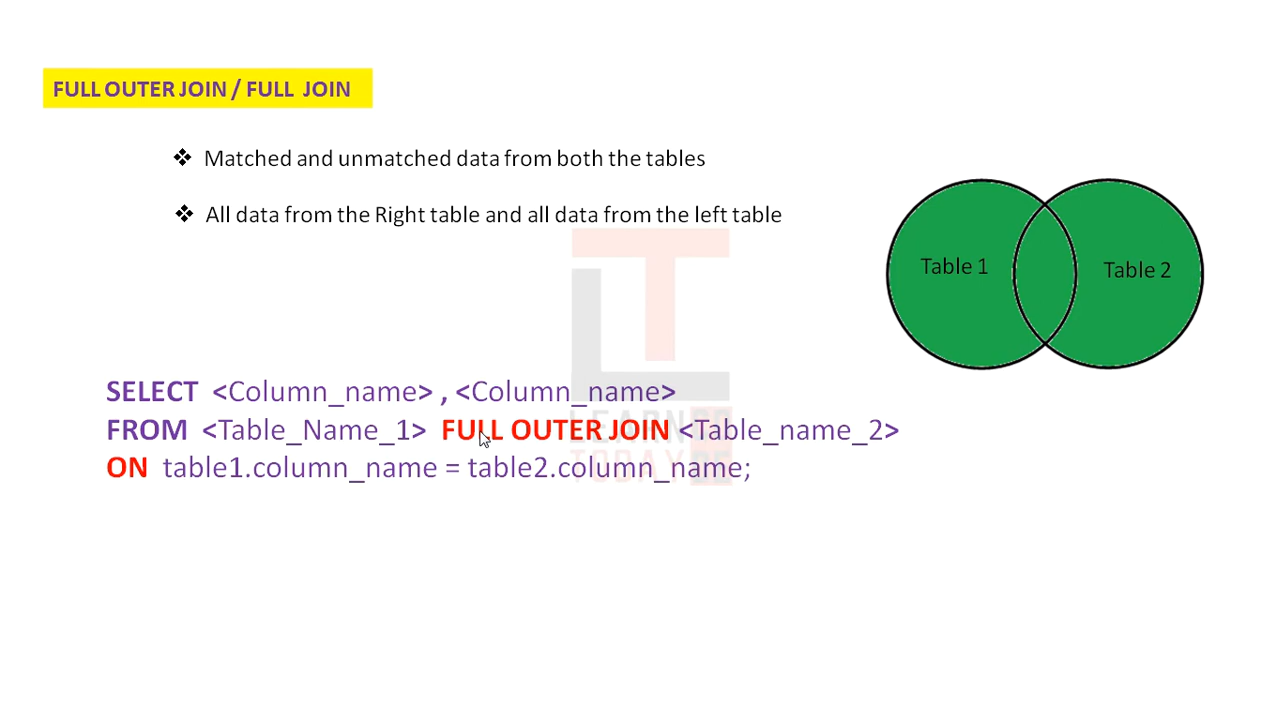 FULL OUTER JOIN / FULL JOIN
❖ Matched and unmatched data from both the tables
❖ All data from the Right table and all data from the left table
Table 1
Table 2
SELECT <Column_name> , <Column_name>
FROM <Table_Name_1> FULL OUTER JOIN <Table_name_2>
ON table1.column_name = table2.column_name;
LEARN
TODAY